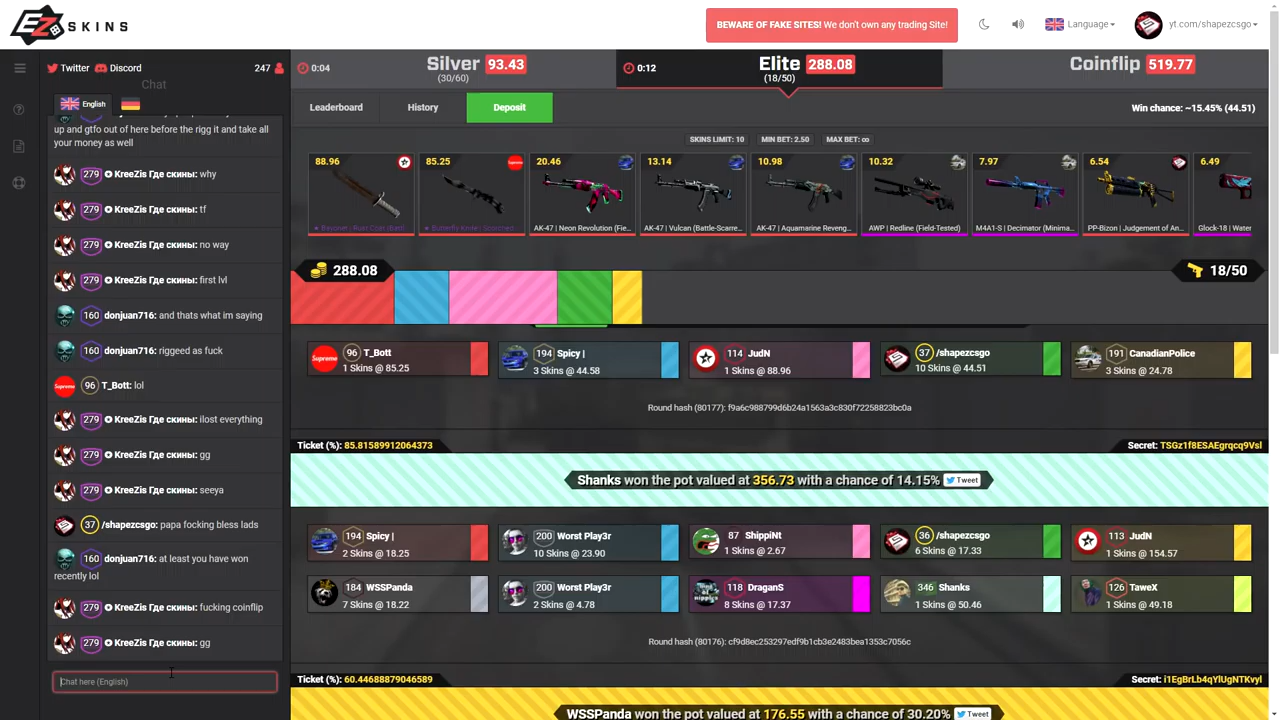 EZ SKINS
BEWARE OF FAKE SITES! We don't own any trading Site!
Language
yt.com/shapezcsgo
Twitter Discord 247
Chat
English
up and gtfo out of here before the rigg it and take all
your money as well
279 KreeZis Где скины: why
279 KreeZis Где скины: tf
279 KreeZis Где скины: no way
279 KreeZis Где скины: first lvl
160 donjuan716: and thats what im saying
160 donjuan716: riggeed as fuck
96 T_Bott: lol
279 KreeZis Где скины: ilost everything
279 KreeZis Где скины: gg
279 KreeZis Где скины: seeya
37 /shapezcsgo: papa focking bless lads
160 donjuan716: at least you have won
recently lol
279 KreeZis Где скины: fucking coinflip
279 KreeZis Где скины: gg
Chat here (English)
0:04 Silver 93.43
(30/60)
0:12 Elite 288.08
(18/50)
Coinflip 519.77
Leaderboard History Deposit Win chance: ~15.45% (44.51)
SKINS LIMIT: 10 MIN BET: 2.50 MAX BET: ∞
88.96 85.25 20.46 13.14 10.98 10.32 7.97 6.54 6.49
★ Bayonet | Rust Coat (Batt
★ Butterfly Knife | Scorched
AK-47 | Neon Revolution (Fie...
AK-47 | Vulcan (Battle-Scarre...
AK-47 | Aquamarine Reveng...
AWP | Redline (Field-Tested)
M4A1-S | Decimator (Minima...
PP-Bizon | Judgement of An...
Glock-18 | Water
288.08 18/50
96 T_Bott
1 Skins @ 85.25
194 Spicy |
3 Skins @ 44.58
114 JudN
1 Skins @ 88.96
37 /shapezcsgo
10 Skins @ 44.51
191 CanadianPolice
3 Skins @ 24.78
Round hash (80177): f9a6c988799d6b24a1563a3c830f72258823bc0a
Ticket (%): 85.81589912064373 Secret: TSGz1f8ESAEgrqcq9Vsl
Shanks won the pot valued at 356.73 with a chance of 14.15% Tweet
194 Spicy |
2 Skins @ 18.25
200 Worst Play3r
10 Skins @ 23.90
87 ShippiNt
1 Skins @ 2.67
36 /shapezcsgo
6 Skins @ 17.33
113 JudN
1 Skins @ 154.57
184 WSSPanda
7 Skins @ 18.22
200 Worst Play3r
2 Skins @ 4.78
118 DraganS
8 Skins @ 17.37
346 Shanks
1 Skins @ 50.46
126 TaweX
1 Skins @ 49.18
Round hash (80176): cf9d8ec253297edf9b1cb3e2483bea1353c7056c
Ticket (%): 60.44688879046589 Secret: i1EgBrLb4qYlUgNTKvyl
WSSPanda won the pot valued at 176.55 with a chance of 30.20% Tweet